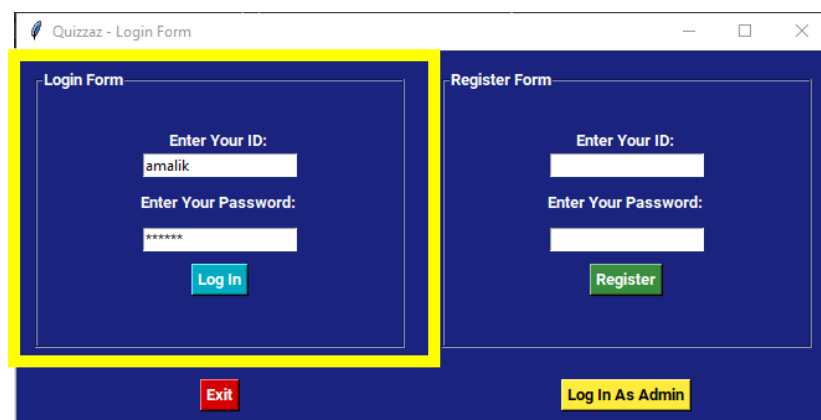 Quizzaz - Login Form
Login Form
Enter Your ID:
amalik
Enter Your Password:
******
Log In
Register Form
Enter Your ID:
Enter Your Password:
Register
Exit
Log In As Admin